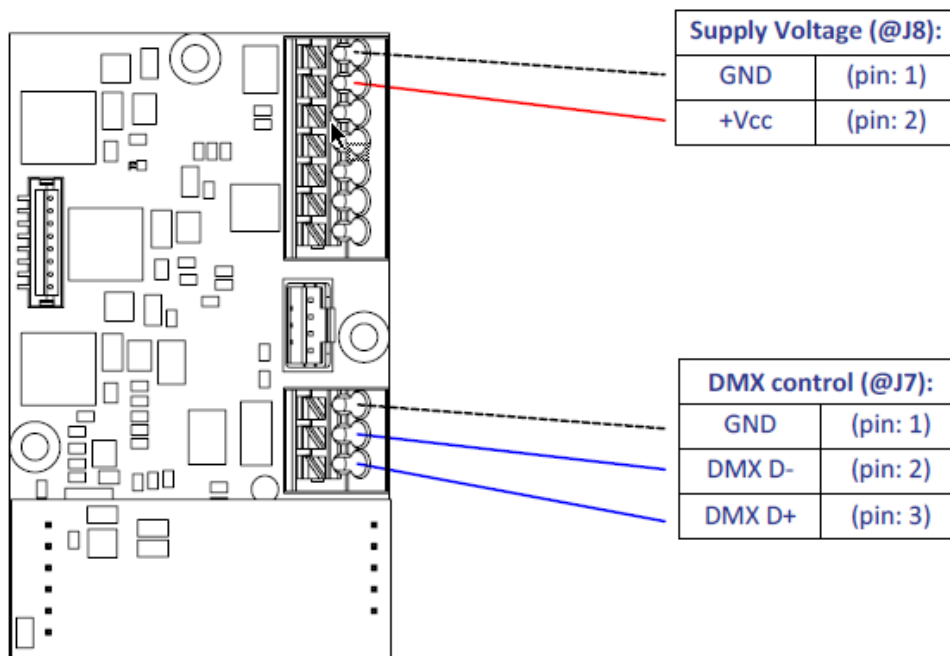 Supply Voltage (@J8):
GND (pin: 1)
+Vcc (pin: 2)
DMX control (@J7):
GND (pin: 1)
DMX D- (pin: 2)
DMX D+ (pin: 3)